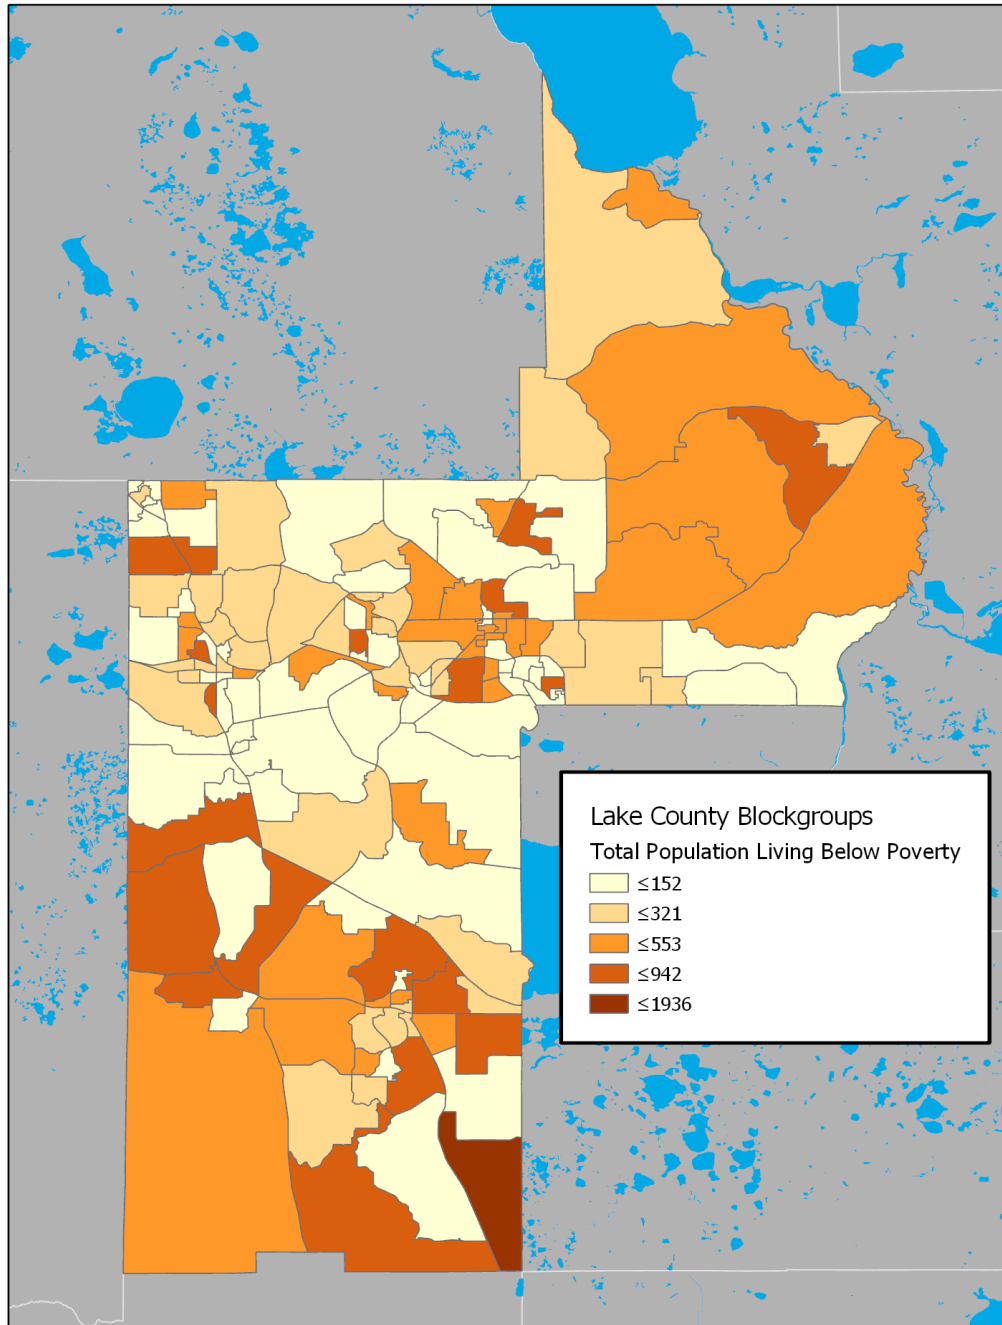 Lake County Blockgroups
Total Population Living Below Poverty
≤152
≤321
≤553
≤942
≤1936